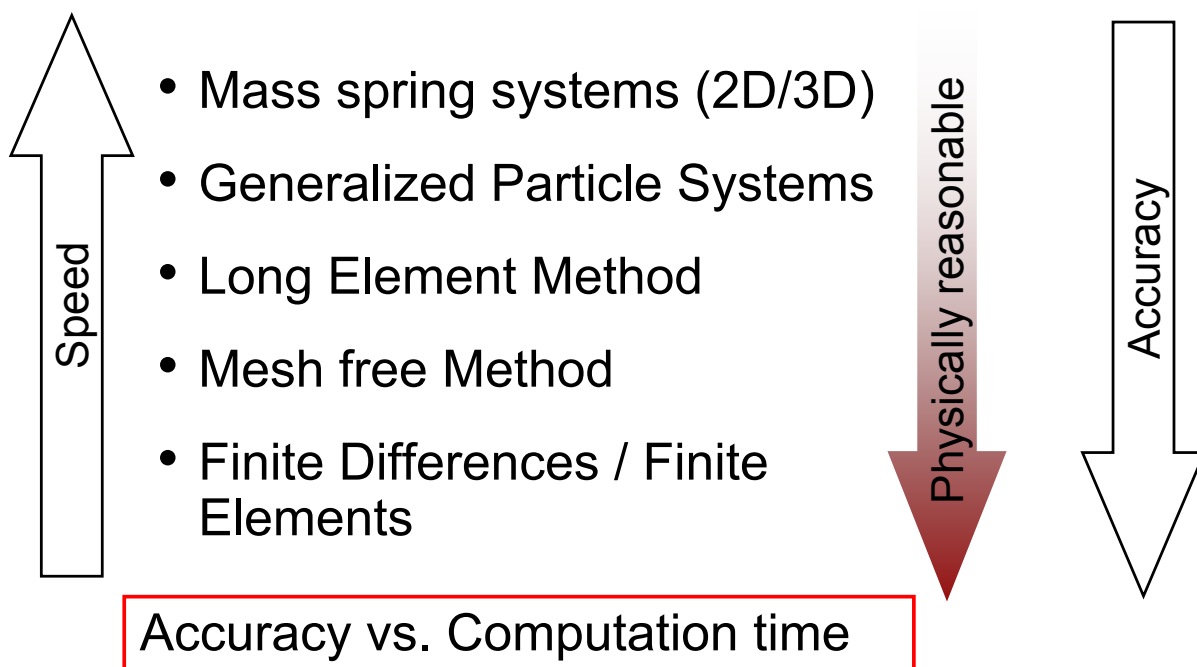 • Mass spring systems (2D/3D)
• Generalized Particle Systems
• Long Element Method
• Mesh free Method
• Finite Differences / Finite
Elements
Speed
Physically reasonable
Accuracy
Accuracy vs. Computation time